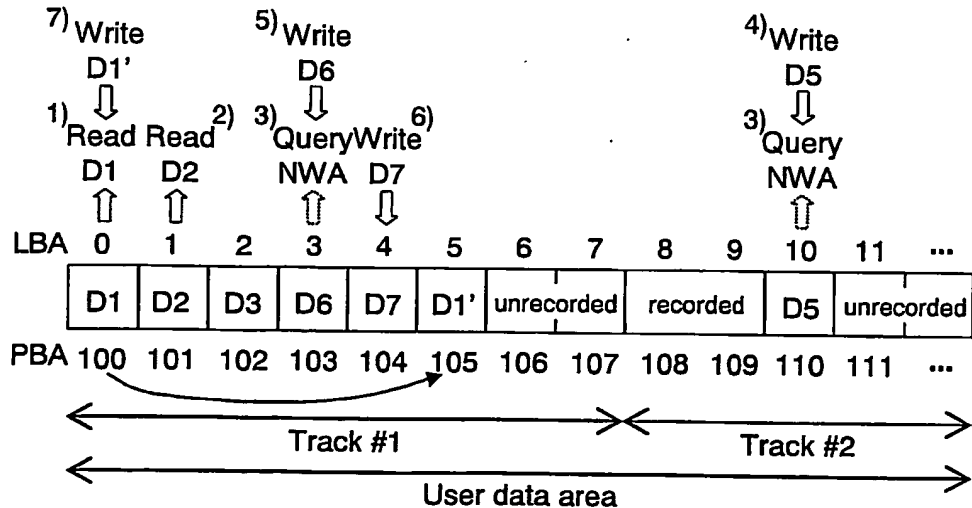 7) Write 5) Write 4) Write
D1' D6 D5
1) Read Read 2) 3) Query Write 6) 3) Query
D1 D2 NWA D7 NWA
LBA 0 1 2 3 4 5 6 7 8 9 10 11 ...
D1 D2 D3 D6 D7 D1' unrecorded recorded D5 unrecorded
PBA 100 101 102 103 104 105 106 107 108 109 110 111 ...
Track #1 Track #2
User data area